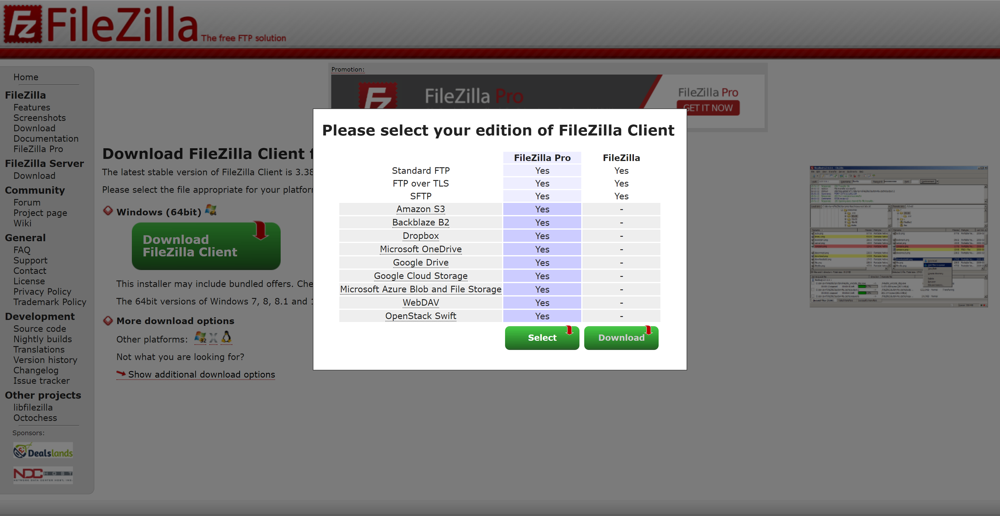 FileZilla The free FTP solution
Home
FileZilla
Features
Screenshots
Download
Documentation
FileZilla Pro
FileZilla Server
Download
Community
Forum
Project page
Wiki
General
FAQ
Support
Contact
License
Privacy Policy
Trademark Policy
Development
Source code
Nightly builds
Translations
Version history
Changelog
Issue tracker
Other projects
libfilezilla
Octochess
Sponsors:
Dealslands
NDC HOST
NETWORK DATA CENTER HOST, INC.
Promotion:
FileZilla Pro
FileZilla Pro
GET IT NOW
Download FileZilla Client
The latest stable version of FileZilla Client is 3.38
Please select the file appropriate for your platfor
Windows (64bit)
Download
FileZilla Client
This installer may include bundled offers. Che
The 64bit versions of Windows 7, 8, 8.1 and
More download options
Other platforms: 32
Not what you are looking for?
Show additional download options
Please select your edition of FileZilla Client
FileZilla Pro FileZilla
Standard FTP Yes Yes
FTP over TLS Yes Yes
SFTP Yes Yes
Amazon S3 Yes -
Backblaze B2 Yes -
Dropbox Yes -
Microsoft OneDrive Yes -
Google Drive Yes -
Google Cloud Storage Yes -
Microsoft Azure Blob and File Storage Yes -
WebDAV Yes -
OpenStack Swift Yes -
Select Download